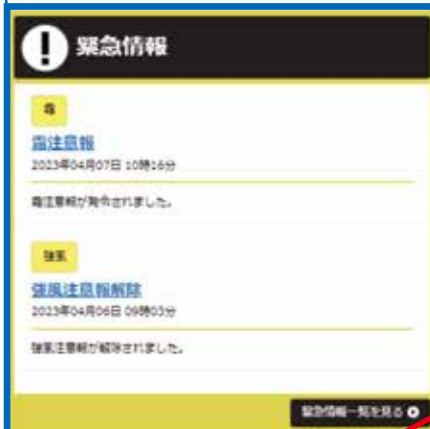 緊急情報
霜
霜注意報
2023年04月07日 10時16分
霜注意報が発令されました。
強風
強風注意報解除
2023年04月06日 09時03分
強風注意報が解除されました。
緊急情報一覧を見る